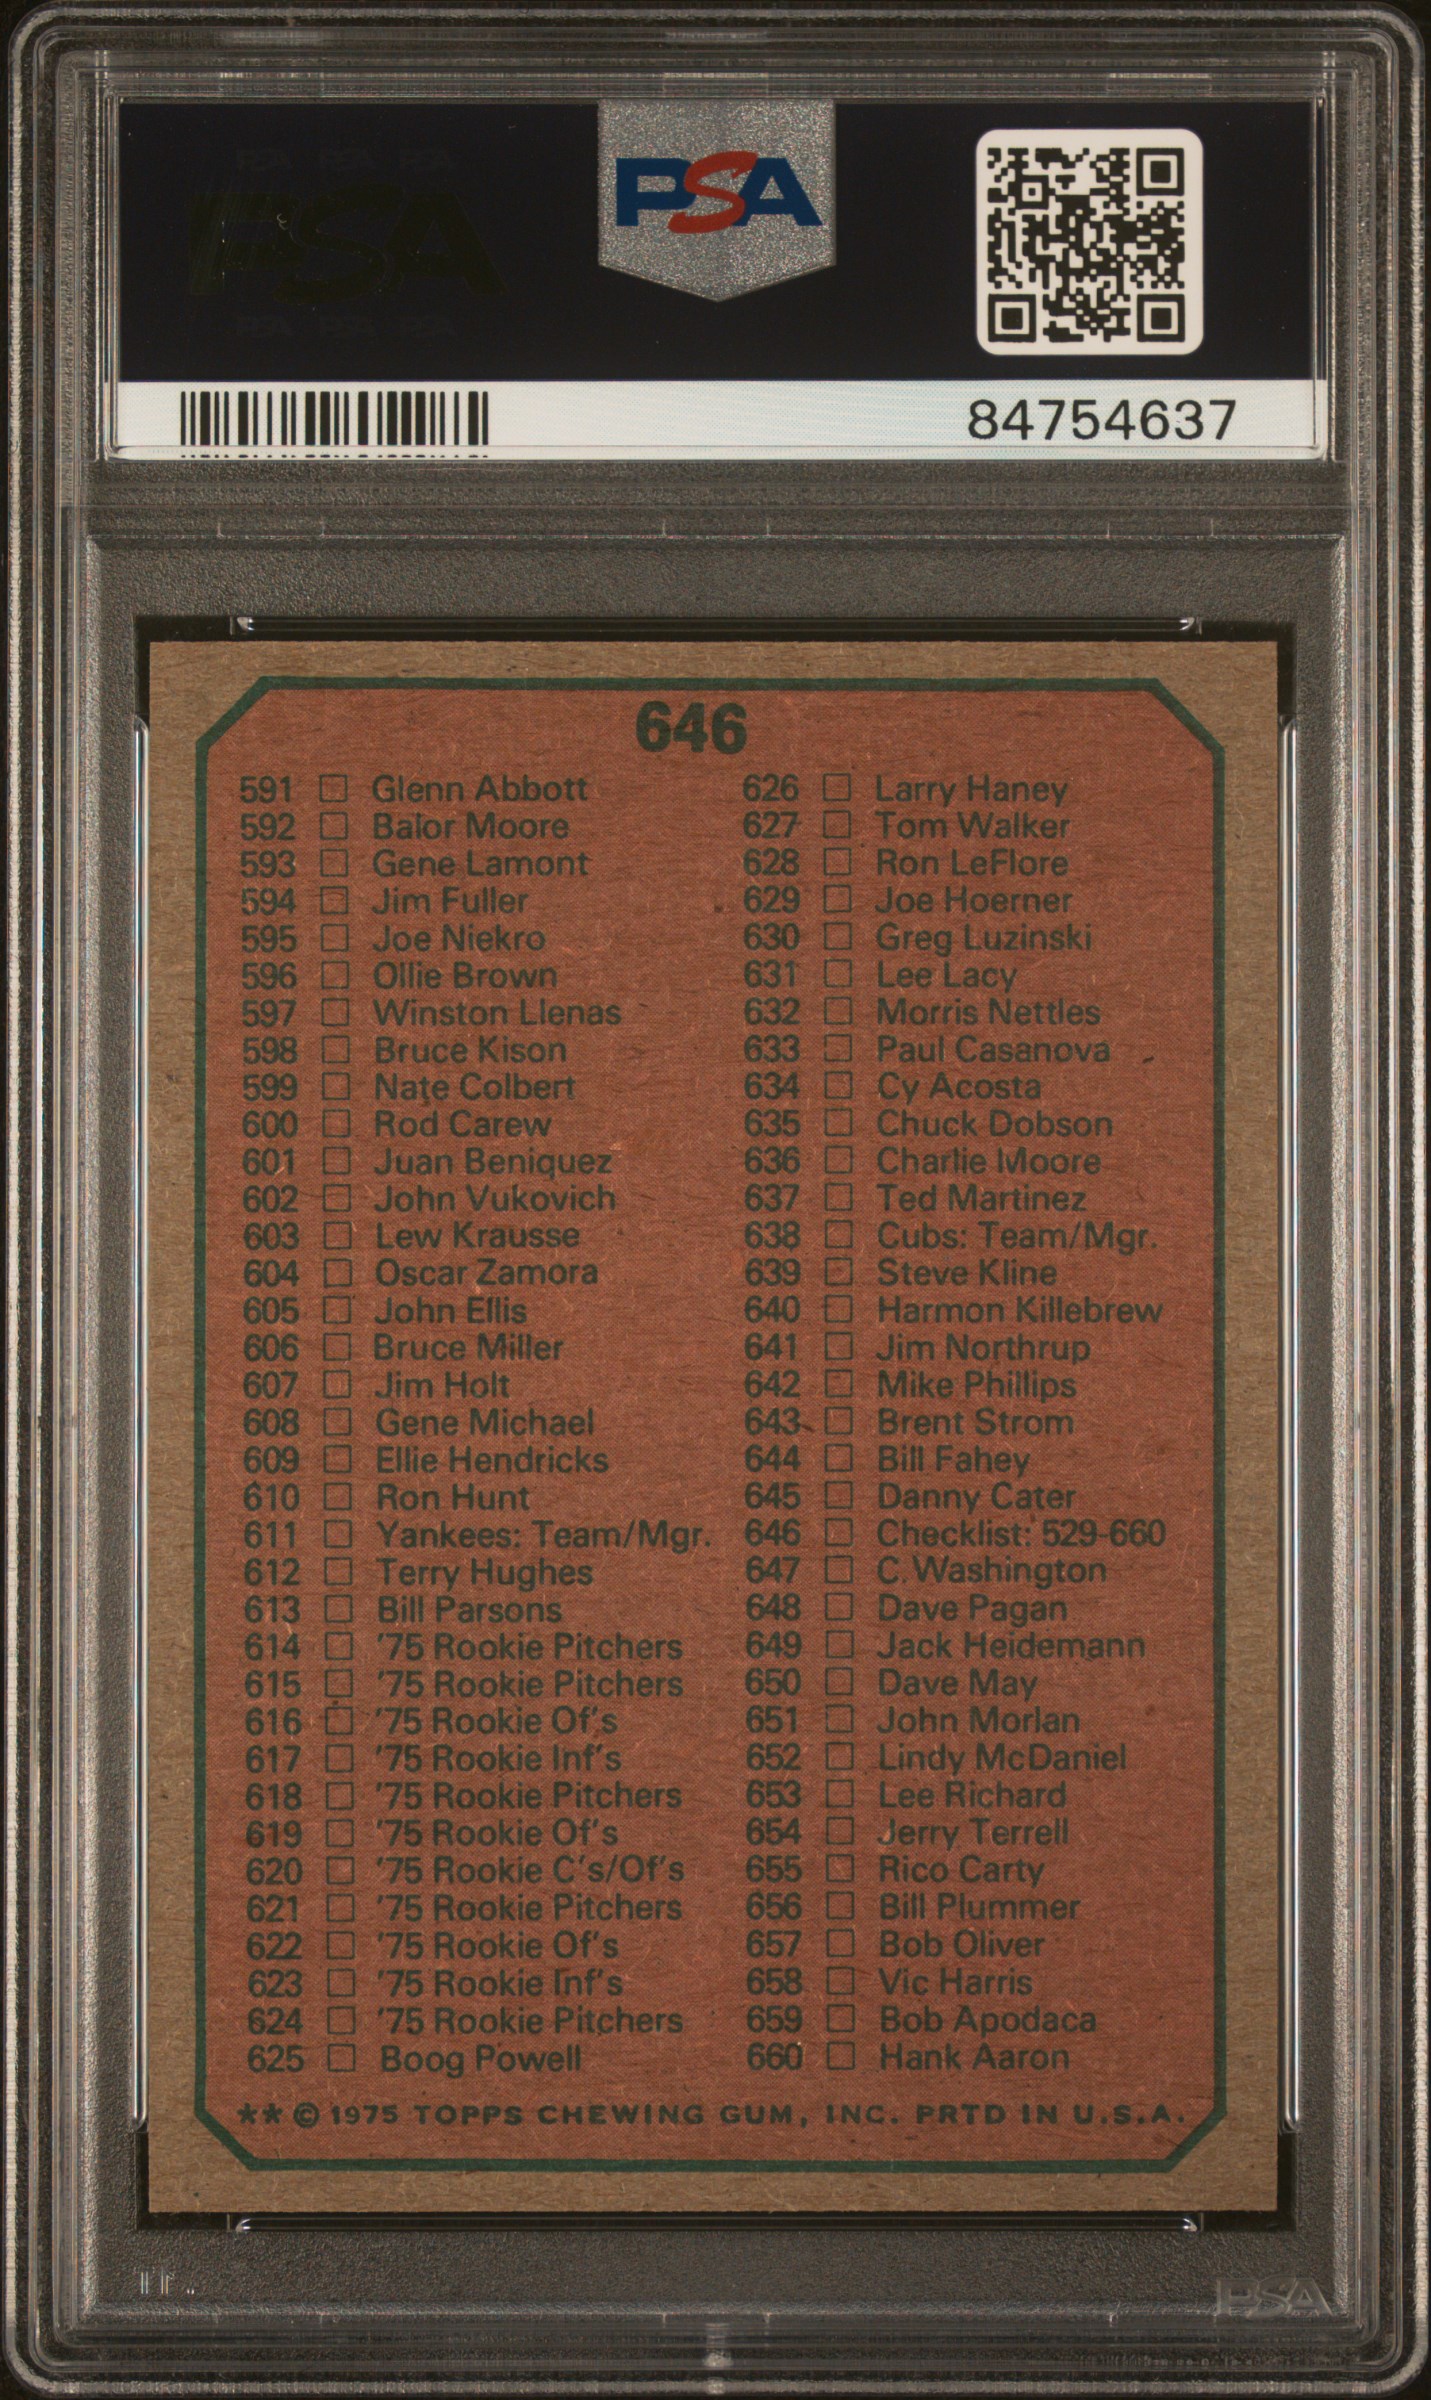 PSA
84754637
646
591 Glenn Abbott
592 Balor Moore
593 Gene Lamont
594 Jim Fuller
595 Joe Niekro
596 Ollie Brown
597 Winston Llenas
598 Bruce Kison
599 Nate Colbert
600 Rod Carew
601 Juan Beniquez
602 John Vukovich
603 Lew Krausse
604 Oscar Zamora
605 John Ellis
606 Bruce Miller
607 Jim Holt
608 Gene Michael
609 Ellie Hendricks
610 Ron Hunt
611 Yankees: Team/Mgr.
612 Terry Hughes
613 Bill Parsons
614 '75 Rookie Pitchers
615 '75 Rookie Pitchers
616 '75 Rookie Of's
617 '75 Rookie Inf's
618 '75 Rookie Pitchers
619 '75 Rookie Of's
620 '75 Rookie C's/Of's
621 '75 Rookie Pitchers
622 '75 Rookie Of's
623 '75 Rookie Inf's
624 '75 Rookie Pitchers
625 Boog Powell
626 Larry Haney
627 Tom Walker
628 Ron LeFlore
629 Joe Hoerner
630 Greg Luzinski
631 Lee Lacy
632 Morris Nettles
633 Paul Casanova
634 Cy Acosta
635 Chuck Dobson
636 Charlie Moore
637 Ted Martinez
638 Cubs: Team/Mgr.
639 Steve Kline
640 Harmon Killebrew
641 Jim Northrup
642 Mike Phillips
643 Brent Strom
644 Bill Fahey
645 Danny Cater
646 Checklist: 529-660
647 C. Washington
648 Dave Pagan
649 Jack Heidemann
650 Dave May
651 John Morlan
652 Lindy McDaniel
653 Lee Richard
654 Jerry Terrell
655 Rico Carty
656 Bill Plummer
657 Bob Oliver
658 Vic Harris
659 Bob Apodaca
660 Hank Aaron
**© 1975 TOPPS CHEWING GUM, INC. PRTD IN U.S.A.
PSA